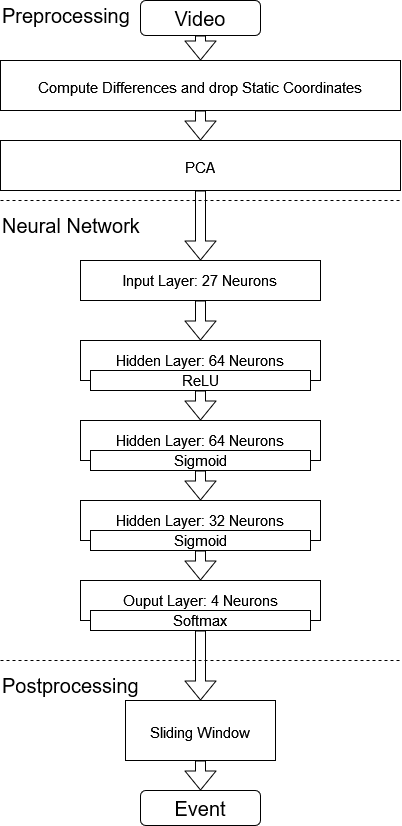 Preprocessing
Video
Compute Differences and drop Static Coordinates
PCA
Neural Network
Input Layer: 27 Neurons
Hidden Layer: 64 Neurons
ReLU
Hidden Layer: 64 Neurons
Sigmoid
Hidden Layer: 32 Neurons
Sigmoid
Ouput Layer: 4 Neurons
Softmax
Postprocessing
Sliding Window
Event